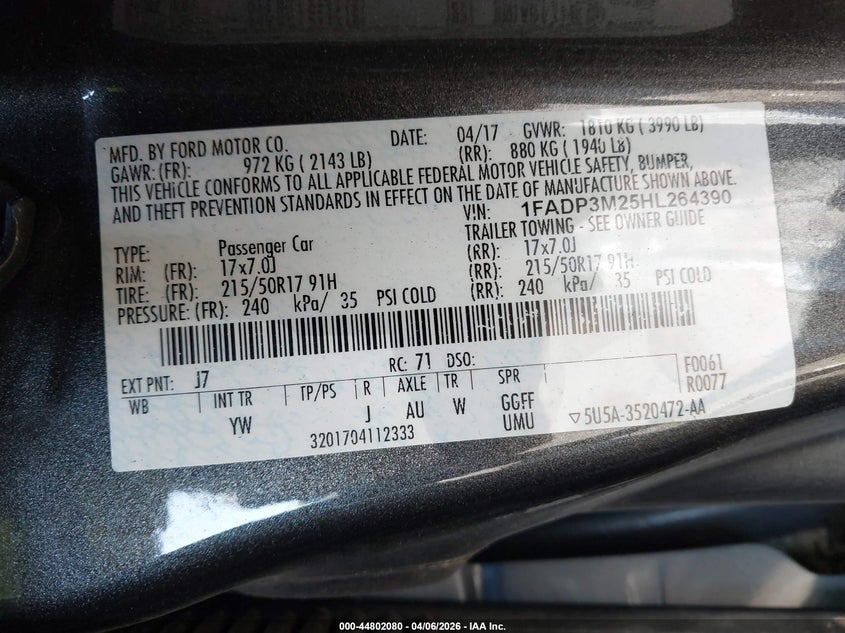 MFD. BY FORD MOTOR CO. DATE: 04/17 GVWR: 1810 KG ( 3990 LB)
GAWR: (FR): 972 KG ( 2143 LB) (RR): 880 KG ( 1940 LB)
THIS VEHICLE CONFORMS TO ALL APPLICABLE FEDERAL MOTOR VEHICLE SAFETY, BUMPER,
AND THEFT PREVENTION STANDARDS IN EFFECT ON THE DATE OF MANUFACTURE SHOWN ABOVE.
VIN: 1FADP3M25HL264390
TYPE: Passenger Car TRAILER TOWING - SEE OWNER GUIDE
RIM: (FR): 17x7.0J (RR): 17x7.0J
TIRE: (FR): 215/50R17 91H (RR): 215/50R17 91H
PRESSURE: (FR): 240 kPa/ 35 PSI COLD (RR): 240 kPa/ 35 PSI COLD
EXT PNT: J7 RC: 71 DSO: F0061
WB INT TR TP/PS R AXLE TR SPR R0077
YW J AU W GGFF
UMU
3201704112333 ▽5U5A-3520472-AA
000-44802080 - 04/06/2026 - IAA Inc.